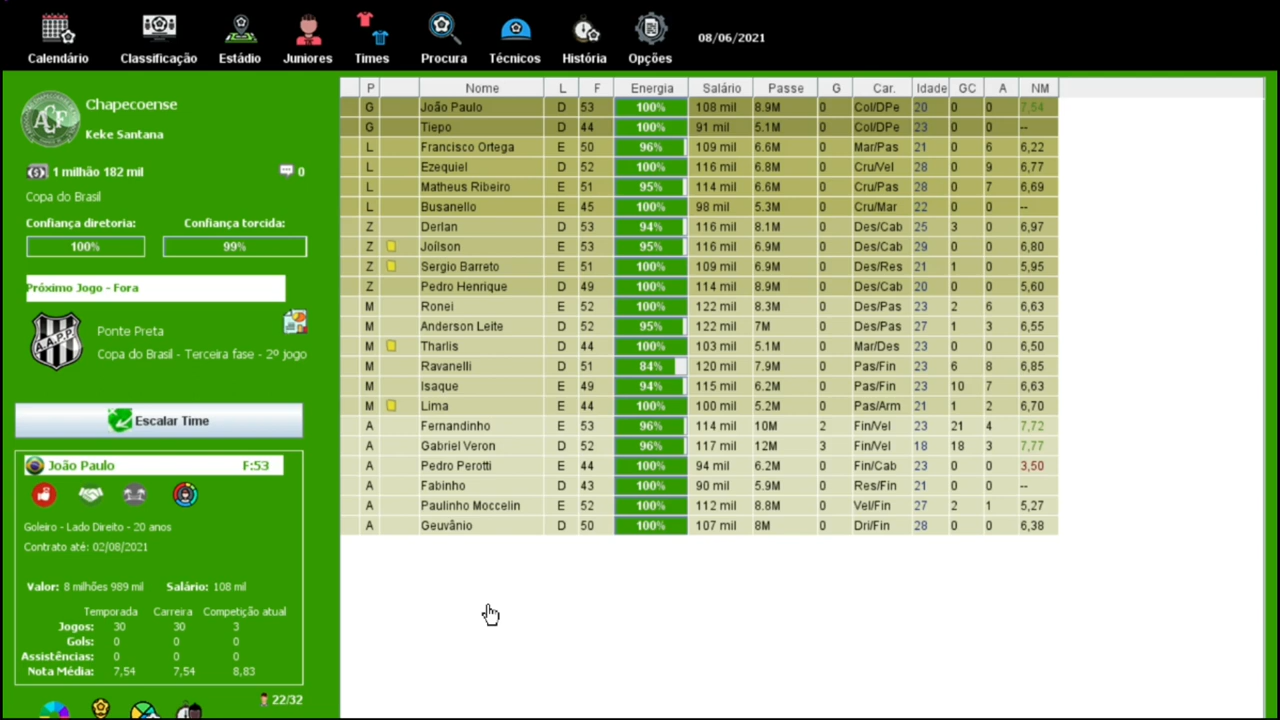 Calendário Classificação Estádio Juniores Times Procura Técnicos História Opções 08/06/2021
Chapecoense
Keke Santana
1 milhão 182 mil 0
Copa do Brasil
Confiança diretoria: Confiança torcida:
100% 99%
Próximo Jogo - Fora
A.A.P.P.
Ponte Preta
Copa do Brasil - Terceira fase - 2º jogo
Escalar Time
João Paulo F:53
Goleiro - Lado Direito - 20 anos
Contrato até: 02/08/2021
Valor: 8 milhões 989 mil Salário: 108 mil
Temporada Carreira Competição atual
Jogos: 30 30 3
Gols: 0 0 0
Assistências: 0 0 0
Nota Média: 7,54 7,54 8,83
22/32
P Nome L F Energia Salário Passe G Car. Idade GC A NM
G João Paulo D 53 100% 108 mil 8.9M 0 Col/DPe 20 0 0 7,54
G Tiepo D 44 100% 91 mil 5.1M 0 Col/DPe 23 0 0 --
L Francisco Ortega E 50 96% 109 mil 6.6M 0 Mar/Pas 21 0 6 6,22
L Ezequiel D 52 100% 116 mil 6.8M 0 Cru/Vel 28 0 9 6,77
L Matheus Ribeiro E 51 95% 114 mil 6.6M 0 Cru/Pas 28 0 7 6,69
L Busanello E 45 100% 98 mil 5.3M 0 Cru/Mar 22 0 0 --
Z Derlan D 53 94% 116 mil 8.1M 0 Des/Cab 25 3 0 6,97
Z Joílson E 53 95% 116 mil 6.9M 0 Des/Cab 29 0 0 6,80
Z Sergio Barreto E 51 100% 109 mil 6.9M 0 Des/Res 21 1 0 5,95
Z Pedro Henrique D 49 100% 114 mil 8.9M 0 Des/Cab 20 0 0 5,60
M Ronei E 52 100% 122 mil 8.3M 0 Des/Pas 23 2 6 6,63
M Anderson Leite D 52 95% 122 mil 7M 0 Des/Pas 27 1 3 6,55
M Tharlis D 44 100% 103 mil 5.1M 0 Mar/Des 23 0 0 6,50
M Ravanelli D 51 84% 120 mil 7.9M 0 Pas/Fin 23 6 8 6,85
M Isaque E 49 94% 115 mil 6.2M 0 Pas/Fin 23 10 7 6,63
M Lima E 44 100% 100 mil 5.2M 0 Pas/Arm 21 1 2 6,70
A Fernandinho E 53 96% 114 mil 10M 2 Fin/Vel 23 21 4 7,72
A Gabriel Veron D 52 96% 117 mil 12M 3 Fin/Vel 18 18 3 7,77
A Pedro Perotti E 44 100% 94 mil 6.2M 0 Fin/Cab 23 0 0 3,50
A Fabinho D 43 100% 90 mil 5.9M 0 Res/Fin 21 0 0 --
A Paulinho Moccelin E 52 100% 112 mil 8.8M 0 Vel/Fin 27 2 1 5,27
A Geuvânio D 50 100% 107 mil 8M 0 Dri/Fin 28 0 0 6,38